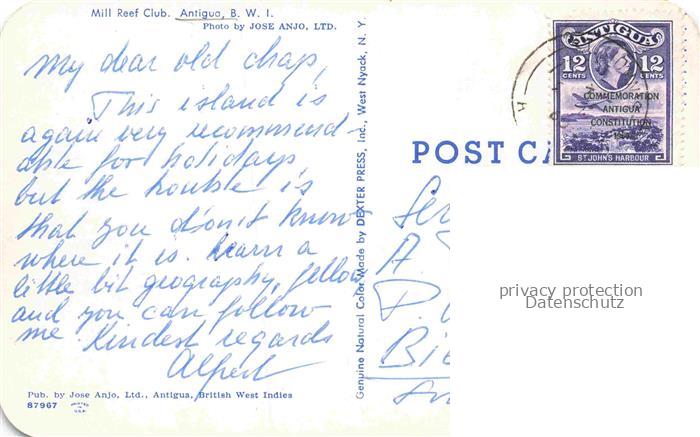 Mill Reef Club. Antigua, B. W. I.
Photo by JOSE ANJO, LTD.
My dear old chap,
This island is
again very recommend-
able for holidays
but the trouble is
that you don't know
where it is. Learn a
little bit geography, fellow
and you can follow
me. Kindest regards
Alfred
Pub. by Jose Anjo, Ltd., Antigua, British West Indies
87967
Genuine Natural Color Made by DEXTER PRESS, Inc., West Nyack, N. Y.
ANTIGUA
12 CENTS 12 CENTS
COMMEMORATION
ANTIGUA
CONSTITUTION
ST JOHN'S HARBOUR
POST CA
A
P.
Bie
privacy protection
Datenschutz